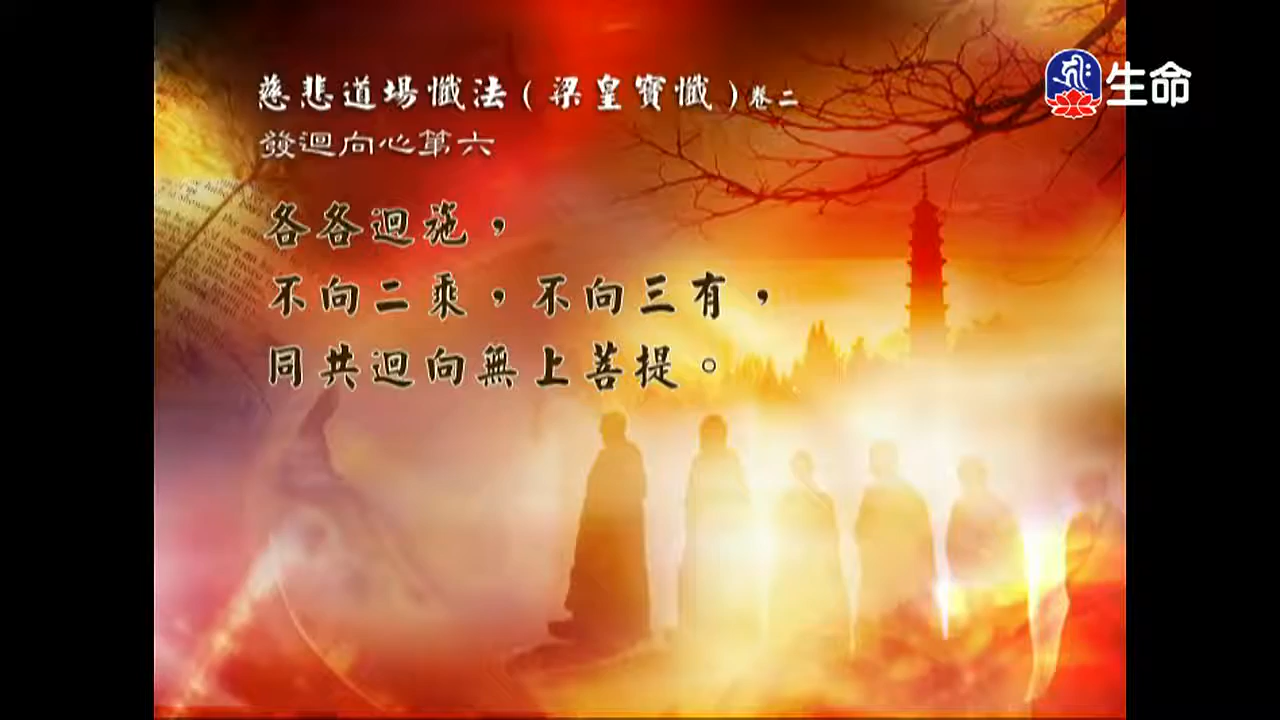 慈悲道場懺法(梁皇寶懺)卷二
生命
發迴向心第六
各各迴施，
不向二乘，不向三有，
同共迴向無上菩提。